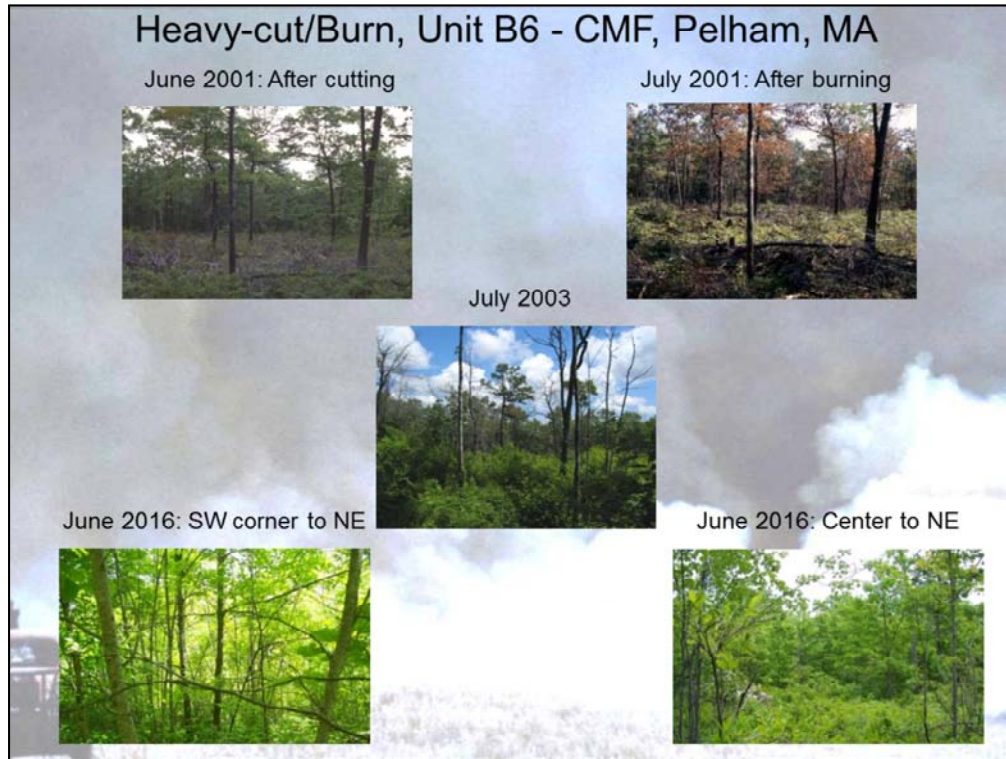 Heavy-cut/Burn, Unit B6 - CMF, Pelham, MA
June 2001: After cutting
July 2001: After burning
July 2003
June 2016: SW corner to NE
June 2016: Center to NE